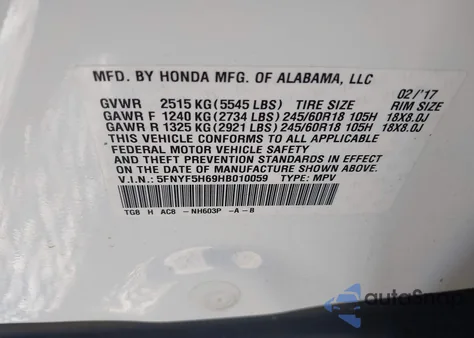 MFD. BY HONDA MFG. OF ALABAMA, LLC
02/'17
GVWR 2515 KG (5545 LBS) TIRE SIZE RIM SIZE
GAWR F 1240 KG (2734 LBS) 245/60R18 105H 18X8.0J
GAWR R 1325 KG (2921 LBS) 245/60R18 105H 18X8.0J
THIS VEHICLE CONFORMS TO ALL APPLICABLE
FEDERAL MOTOR VEHICLE SAFETY
AND THEFT PREVENTION STANDARDS IN EFFECT
ON THE DATE OF MANUFACTURE SHOWN ABOVE.
V.I.N.: 5FNYF5H69HB010059 TYPE: MPV
TG8 H AC8 -NH603P -A-8
autoSnap